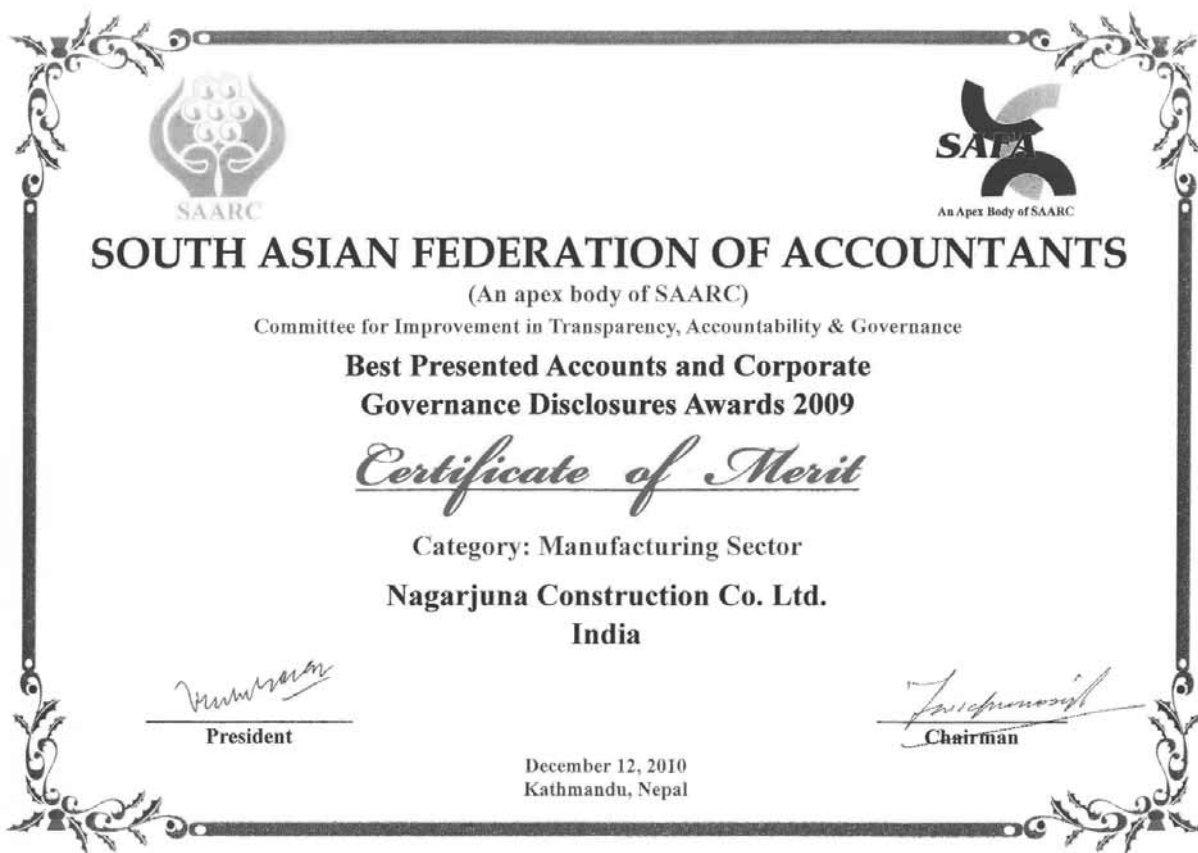 SAARC
SAFA
An Apex Body of SAARC
SOUTH ASIAN FEDERATION OF ACCOUNTANTS
(An apex body of SAARC)
Committee for Improvement in Transparency, Accountability & Governance
Best Presented Accounts and Corporate
Governance Disclosures Awards 2009
Certificate of Merit
Category: Manufacturing Sector
Nagarjuna Construction Co. Ltd.
India
President
Chairman
December 12, 2010
Kathmandu, Nepal